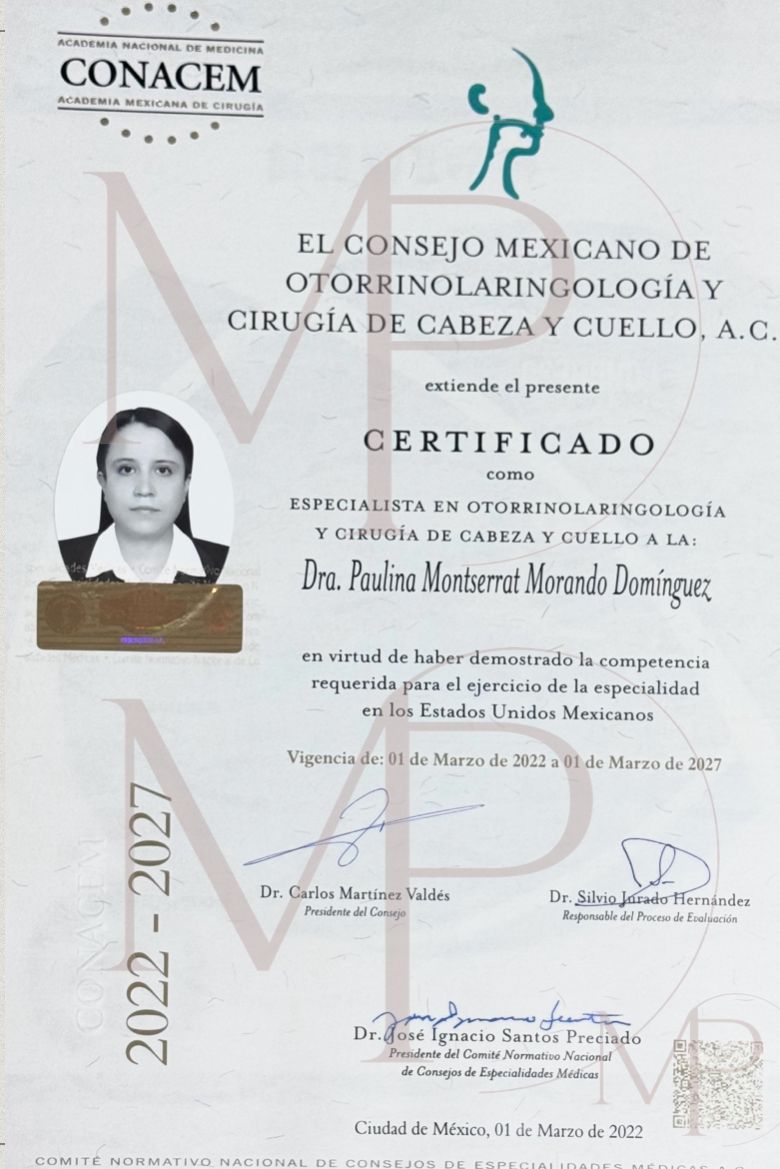 ACADEMIA NACIONAL DE MEDICINA
CONACEM
ACADEMIA MEXICANA DE CIRUGÍA
EL CONSEJO MEXICANO DE
OTORRINOLARINGOLOGÍA Y
CIRUGÍA DE CABEZA Y CUELLO, A.C.
extiende el presente
CERTIFICADO
como
ESPECIALISTA EN OTORRINOLARINGOLOGÍA
Y CIRUGÍA DE CABEZA Y CUELLO A LA:
Dra. Paulina Montserrat Morando Domínguez
en virtud de haber demostrado la competencia
requerida para el ejercicio de la especialidad
en los Estados Unidos Mexicanos
Vigencia de: 01 de Marzo de 2022 a 01 de Marzo de 2027
2022 - 2027
CONACEM
Dr. Carlos Martínez Valdés
Presidente del Consejo
Dr. Silvio Jurado Hernández
Responsable del Proceso de Evaluación
Dr. José Ignacio Santos Preciado
Presidente del Comité Normativo Nacional
de Consejos de Especialidades Médicas
Ciudad de México, 01 de Marzo de 2022
COMITÉ NORMATIVO NACIONAL DE CONSEJOS DE ESPECIALIDADES MÉDICAS A.C.
MP
MP
MP